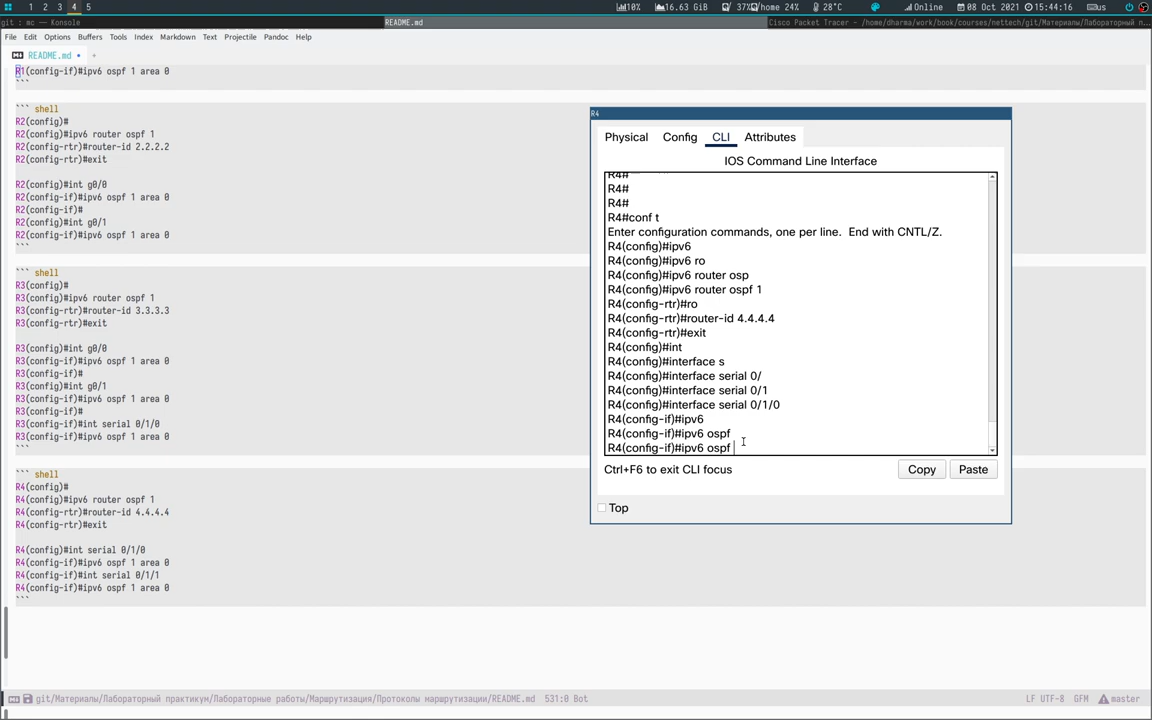 1 2 3 4 5
10% 16.63 GiB 37% /home 24% 28°C Online 08 Oct 2021 15:44:16 us
git : mc — Konsole
README.md
Cisco Packet Tracer - /home/dharma/work/book/courses/nettech/git/Материалы/Лабораторный п...
File Edit Options Buffers Tools Index Markdown Text Projectile Pandoc Help
README.md • +
R1(config-if)#ipv6 ospf 1 area 0
```
``` shell
R2(config)#
R2(config)#ipv6 router ospf 1
R2(config-rtr)#router-id 2.2.2.2
R2(config-rtr)#exit
R2(config)#int g0/0
R2(config-if)#ipv6 ospf 1 area 0
R2(config-if)#
R2(config)#int g0/1
R2(config-if)#ipv6 ospf 1 area 0
```
``` shell
R3(config)#
R3(config)#ipv6 router ospf 1
R3(config-rtr)#router-id 3.3.3.3
R3(config-rtr)#exit
R3(config)#int g0/0
R3(config-if)#ipv6 ospf 1 area 0
R3(config-if)#
R3(config-if)#int g0/1
R3(config-if)#ipv6 ospf 1 area 0
R3(config-if)#
R3(config-if)#int serial 0/1/0
R3(config-if)#ipv6 ospf 1 area 0
```
``` shell
R4(config)#
R4(config)#ipv6 router ospf 1
R4(config-rtr)#router-id 4.4.4.4
R4(config-rtr)#exit
R4(config)#int serial 0/1/0
R4(config-if)#ipv6 ospf 1 area 0
R4(config-if)#int serial 0/1/1
R4(config-if)#ipv6 ospf 1 area 0
```
R4
Physical Config CLI Attributes
IOS Command Line Interface
R4#
R4#
R4#
R4#conf t
Enter configuration commands, one per line. End with CNTL/Z.
R4(config)#ipv6
R4(config)#ipv6 ro
R4(config)#ipv6 router osp
R4(config)#ipv6 router ospf 1
R4(config-rtr)#ro
R4(config-rtr)#router-id 4.4.4.4
R4(config-rtr)#exit
R4(config)#int
R4(config)#interface s
R4(config)#interface serial 0/
R4(config)#interface serial 0/1
R4(config)#interface serial 0/1/0
R4(config-if)#ipv6
R4(config-if)#ipv6 ospf
R4(config-if)#ipv6 ospf
Ctrl+F6 to exit CLI focus
Copy Paste
Top
git/Материалы/Лабораторный практикум/Лабораторные работы/Маршрутизация/Протоколы маршрутизации/README.md 531:0 Bot
LF UTF-8 GFM master